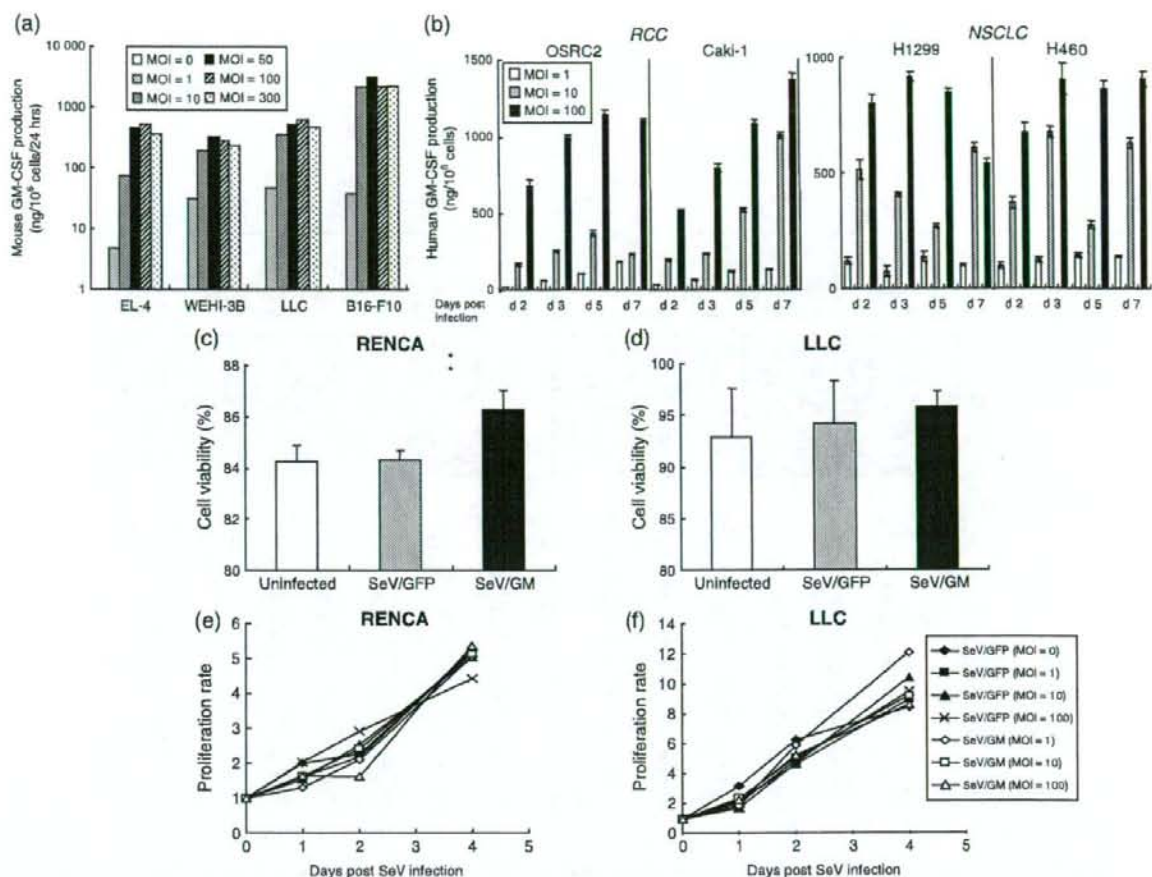 (a)
Mouse GM-CSF production
(ng/10⁶ cells/24 hrs)
10 000
1000
100
10
1
MOI = 0
MOI = 1
MOI = 10
MOI = 50
MOI = 100
MOI = 300
EL-4
WEHI-3B
LLC
B16-F10
(b)
RCC
NSCLC
OSRC2
Caki-1
H1299
H460
Human GM-CSF production
(ng/10⁶ cells)
1500
1000
500
0
MOI = 1
MOI = 10
MOI = 100
1000
500
0
Days post
Infection
d 2 d 3 d 5 d 7 d 2 d 3 d 5 d 7
d 2 d 3 d 5 d 7 d 2 d 3 d 5 d 7
(c)
RENCA
Cell viability (%)
88
86
84
82
80
Uninfected
SeV/GFP
SeV/GM
(d)
LLC
Cell viability (%)
100
95
90
85
80
Uninfected
SeV/GFP
SeV/GM
(e)
RENCA
Proliferation rate
6
5
4
3
2
1
0
0 1 2 3 4 5
Days post SeV infection
(f)
LLC
Proliferation rate
14
12
10
8
6
4
2
0
0 1 2 3 4 5
Days post SeV infection
SeV/GFP (MOI = 0)
SeV/GFP (MOI = 1)
SeV/GFP (MOI = 10)
SeV/GFP (MOI = 100)
SeV/GM (MOI = 1)
SeV/GM (MOI = 10)
SeV/GM (MOI = 100)